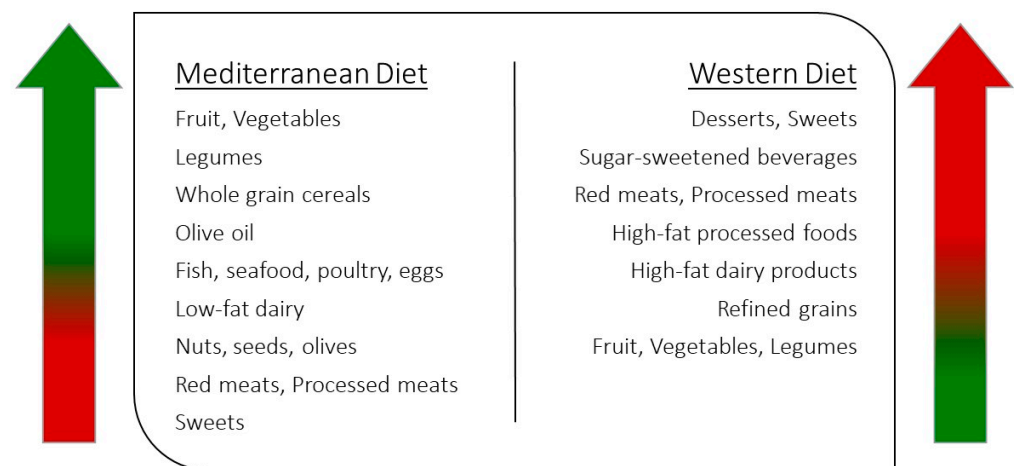 Mediterranean Diet
Fruit, Vegetables
Legumes
Whole grain cereals
Olive oil
Fish, seafood, poultry, eggs
Low-fat dairy
Nuts, seeds, olives
Red meats, Processed meats
Sweets
Western Diet
Desserts, Sweets
Sugar-sweetened beverages
Red meats, Processed meats
High-fat processed foods
High-fat dairy products
Refined grains
Fruit, Vegetables, Legumes